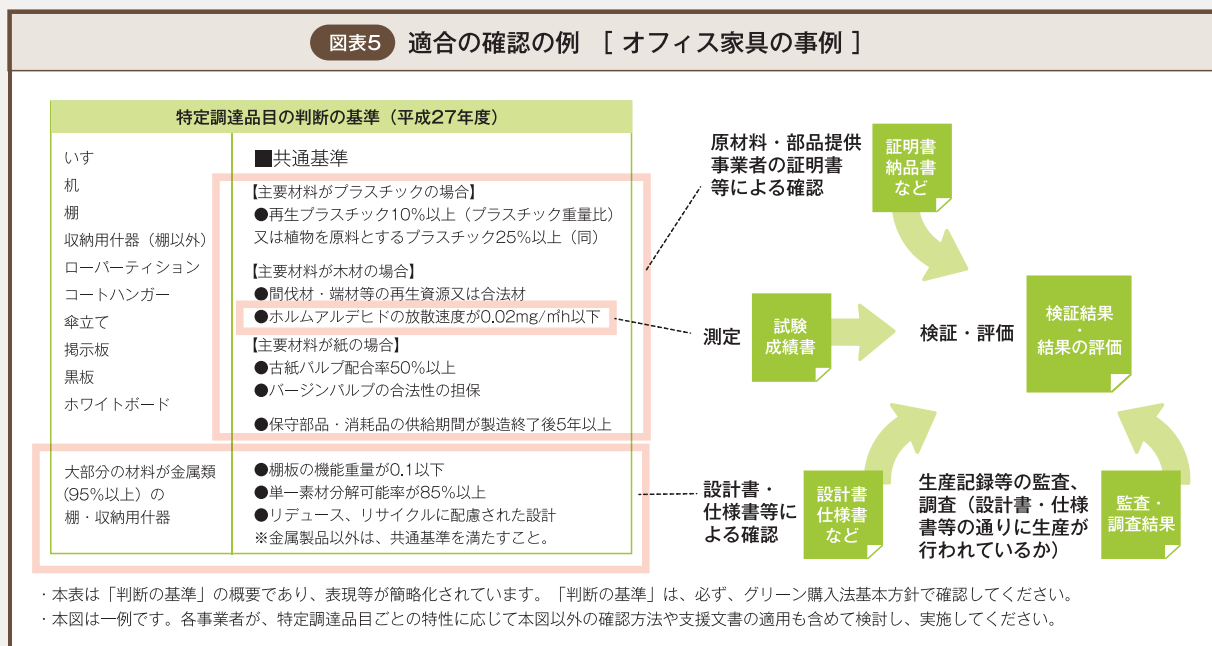 図表5 適合の確認の例 [ オフィス家具の事例 ]
特定調達品目の判断の基準（平成27年度）
いす
机
棚
収納用什器（棚以外）
ローパーティション
コートハンガー
傘立て
掲示板
黒板
ホワイトボード
■共通基準
【主要材料がプラスチックの場合】
●再生プラスチック10％以上（プラスチック重量比）
又は植物を原料とするプラスチック25％以上（同）
【主要材料が木材の場合】
●間伐材・端材等の再生資源又は合法材
●ホルムアルデヒドの放散速度が0.02mg/㎡h以下
【主要材料が紙の場合】
●古紙パルプ配合率50％以上
●バージンパルプの合法性の担保
●保守部品・消耗品の供給期間が製造終了後5年以上
大部分の材料が金属類
(95％以上）の
棚・収納用什器
●棚板の機能重量が0.1以下
●単一素材分解可能率が85％以上
●リデュース、リサイクルに配慮された設計
※金属製品以外は、共通基準を満たすこと。
原材料・部品提供
事業者の証明書
等による確認
証明書
納品書
など
測定
試験
成績書
検証・評価
検証結果
・
結果の評価
設計書・
仕様書等に
よる確認
設計書
仕様書
など
生産記録等の監査、
調査（設計書・仕様
書等の通りに生産が
行われているか）
監査・
調査結果
・本表は「判断の基準」の概要であり、表現等が簡略化されています。「判断の基準」は、必ず、グリーン購入法基本方針で確認してください。
・本図は一例です。各事業者が、特定調達品目ごとの特性に応じて本図以外の確認方法や支援文書の適用も含めて検討し、実施してください。